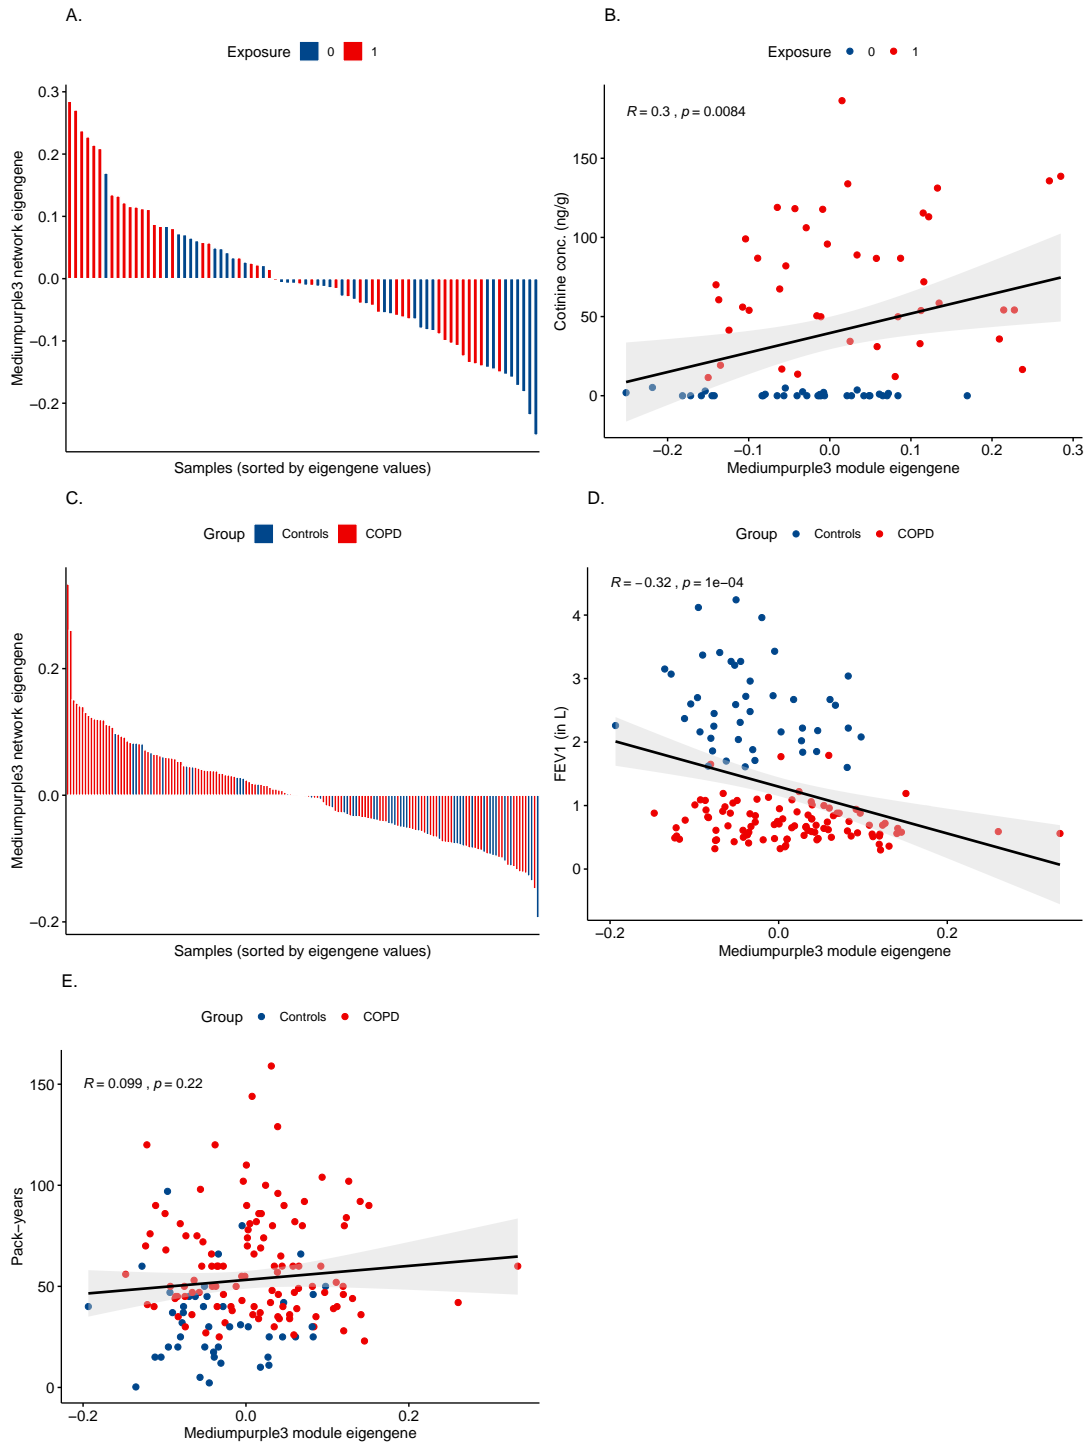 A.
Exposure 0 1
0.3
0.2
0.1
0.0
−0.1
−0.2
Mediumpurple3 network eigengene
Samples (sorted by eigengene values)
B.
Exposure 0 1
R = 0.3 , p = 0.0084
150
100
50
0
Cotinine conc. (ng/g)
−0.2 −0.1 0.0 0.1 0.2 0.3
Mediumpurple3 module eigengene
C.
Group Controls COPD
0.2
0.0
−0.2
Mediumpurple3 network eigengene
Samples (sorted by eigengene values)
D.
Group Controls COPD
R = −0.32 , p = 1e−04
4
3
2
1
0
FEV1 (in L)
−0.2 0.0 0.2
Mediumpurple3 module eigengene
E.
Group Controls COPD
R = 0.099 , p = 0.22
150
100
50
0
Pack−years
−0.2 0.0 0.2
Mediumpurple3 module eigengene